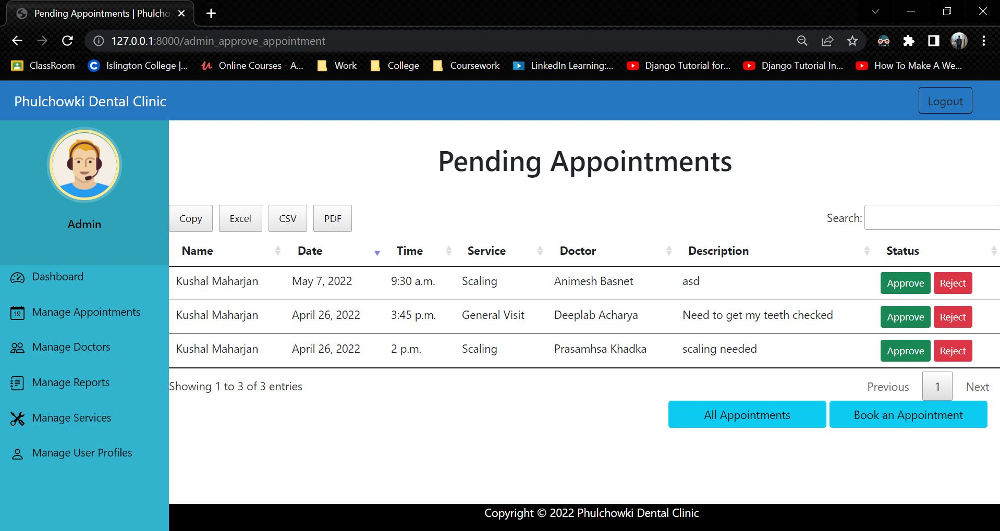 Pending Appointments | Phulcho
127.0.0.1:8000/admin_approve_appointment
ClassRoom Islington College |... Online Courses - A... Work College Coursework LinkedIn Learning:... Django Tutorial for... Django Tutorial In... How To Make A We...
Phulchowki Dental Clinic Logout
Admin
Dashboard
19 Manage Appointments
Manage Doctors
Manage Reports
Manage Services
Manage User Profiles
Pending Appointments
Copy Excel CSV PDF Search:
Name Date Time Service Doctor Description Status
Kushal Maharjan May 7, 2022 9:30 a.m. Scaling Animesh Basnet asd Approve Reject
Kushal Maharjan April 26, 2022 3:45 p.m. General Visit Deeplab Acharya Need to get my teeth checked Approve Reject
Kushal Maharjan April 26, 2022 2 p.m. Scaling Prasamhsa Khadka scaling needed Approve Reject
Showing 1 to 3 of 3 entries Previous 1 Next
All Appointments Book an Appointment
Copyright © 2022 Phulchowki Dental Clinic